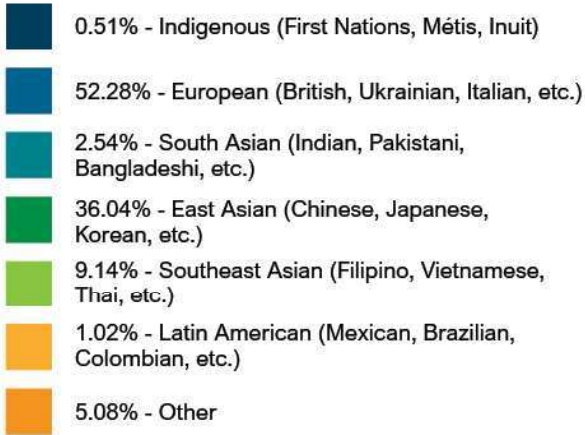 0.51% - Indigenous (First Nations, Métis, Inuit)
52.28% - European (British, Ukrainian, Italian, etc.)
2.54% - South Asian (Indian, Pakistani,
Bangladeshi, etc.)
36.04% - East Asian (Chinese, Japanese,
Korean, etc.)
9.14% - Southeast Asian (Filipino, Vietnamese,
Thai, etc.)
1.02% - Latin American (Mexican, Brazilian,
Colombian, etc.)
5.08% - Other